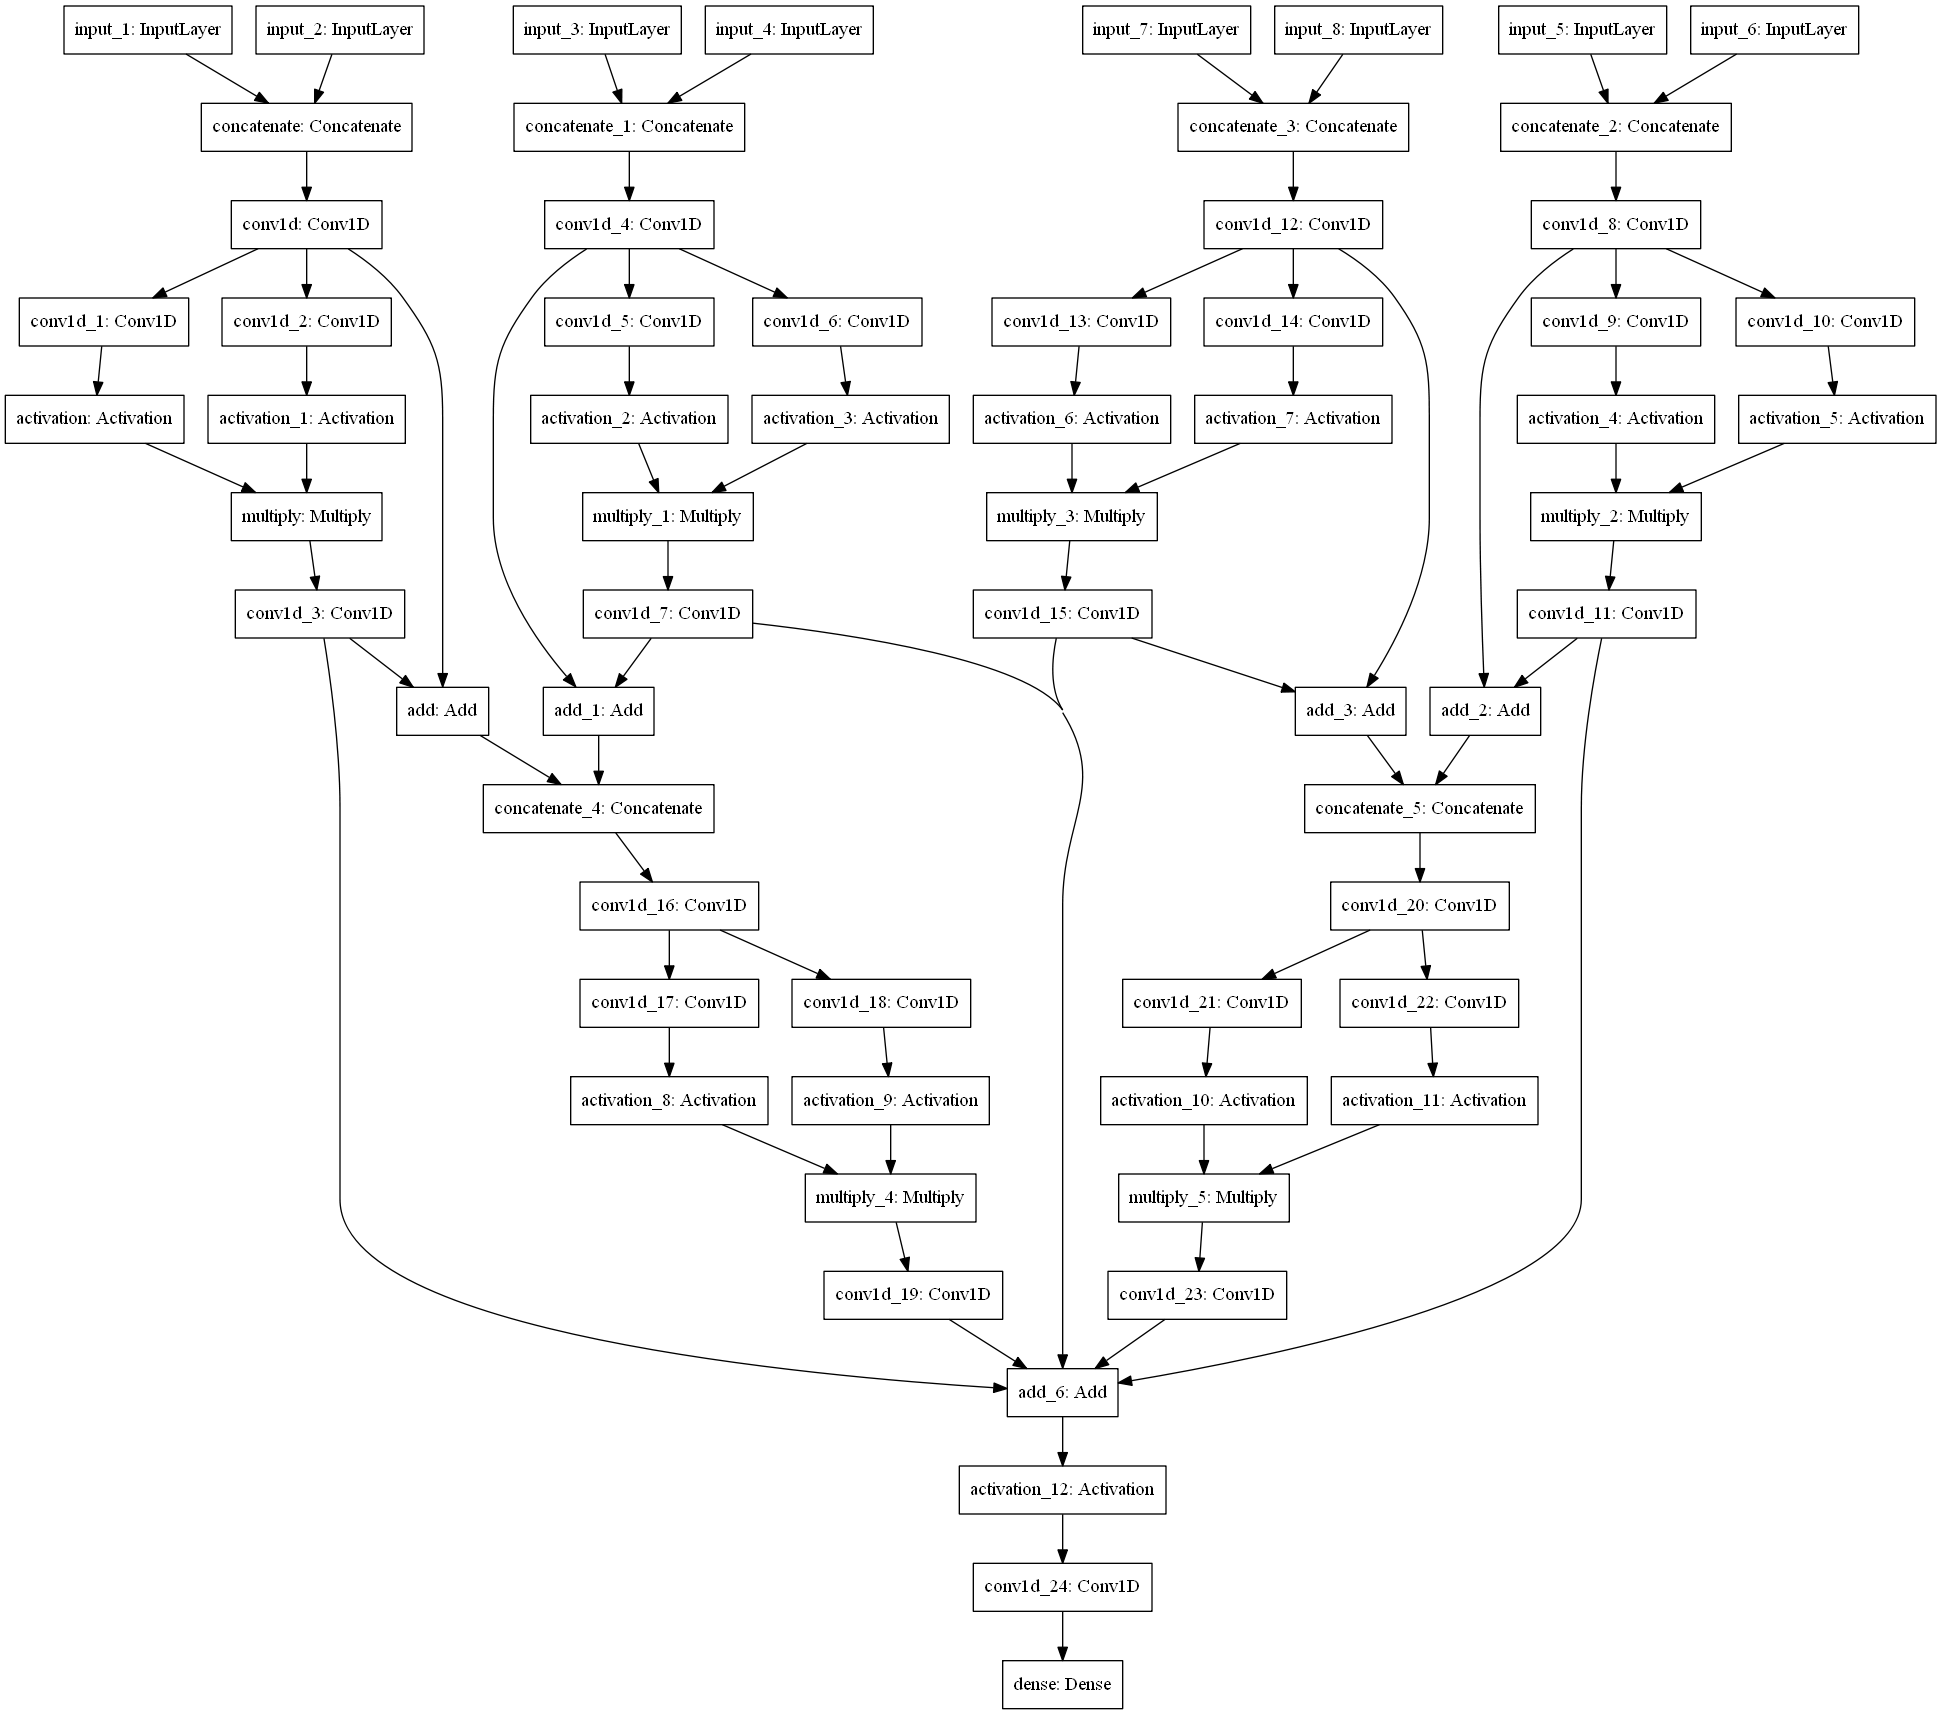 input_1: InputLayer
input_2: InputLayer
input_3: InputLayer
input_4: InputLayer
input_7: InputLayer
input_8: InputLayer
input_5: InputLayer
input_6: InputLayer
concatenate: Concatenate
concatenate_1: Concatenate
concatenate_3: Concatenate
concatenate_2: Concatenate
conv1d: Conv1D
conv1d_4: Conv1D
conv1d_12: Conv1D
conv1d_8: Conv1D
conv1d_1: Conv1D
conv1d_2: Conv1D
conv1d_5: Conv1D
conv1d_6: Conv1D
conv1d_13: Conv1D
conv1d_14: Conv1D
conv1d_9: Conv1D
conv1d_10: Conv1D
activation: Activation
activation_1: Activation
activation_2: Activation
activation_3: Activation
activation_6: Activation
activation_7: Activation
activation_4: Activation
activation_5: Activation
multiply: Multiply
multiply_1: Multiply
multiply_3: Multiply
multiply_2: Multiply
conv1d_3: Conv1D
conv1d_7: Conv1D
conv1d_15: Conv1D
conv1d_11: Conv1D
add: Add
add_1: Add
add_3: Add
add_2: Add
concatenate_4: Concatenate
concatenate_5: Concatenate
conv1d_16: Conv1D
conv1d_20: Conv1D
conv1d_17: Conv1D
conv1d_18: Conv1D
conv1d_21: Conv1D
conv1d_22: Conv1D
activation_8: Activation
activation_9: Activation
activation_10: Activation
activation_11: Activation
multiply_4: Multiply
multiply_5: Multiply
conv1d_19: Conv1D
conv1d_23: Conv1D
add_6: Add
activation_12: Activation
conv1d_24: Conv1D
dense: Dense